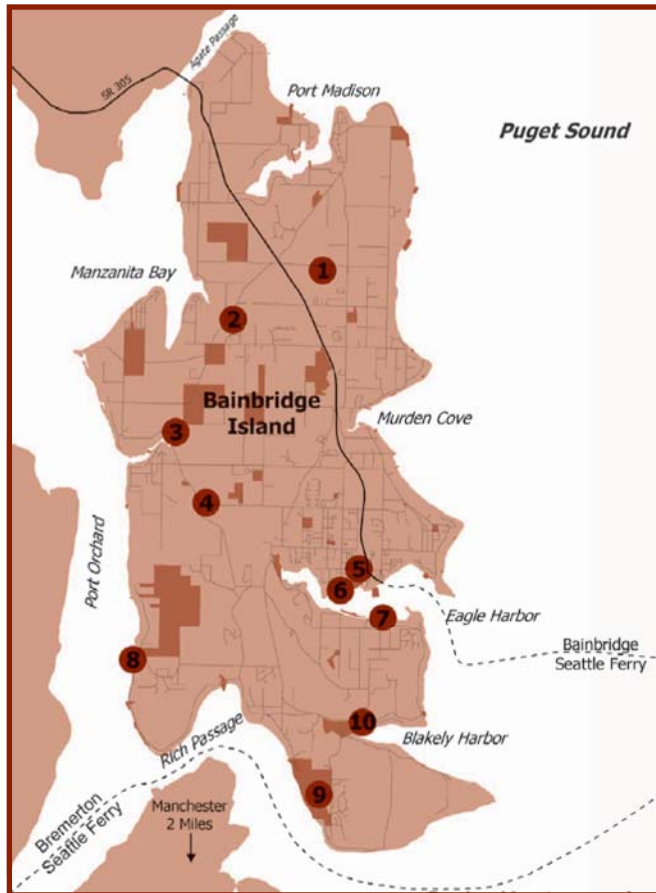 Agate Passage
SR 305
Port Madison
Puget Sound
1
Manzanita Bay
2
Bainbridge
Island
Murden Cove
3
4
Port Orchard
5
6
7
Eagle Harbor
Bainbridge
Seattle Ferry
8
10
Blakely Harbor
Rich Passage
9
Bremerton
Seattle Ferry
Manchester
2 Miles